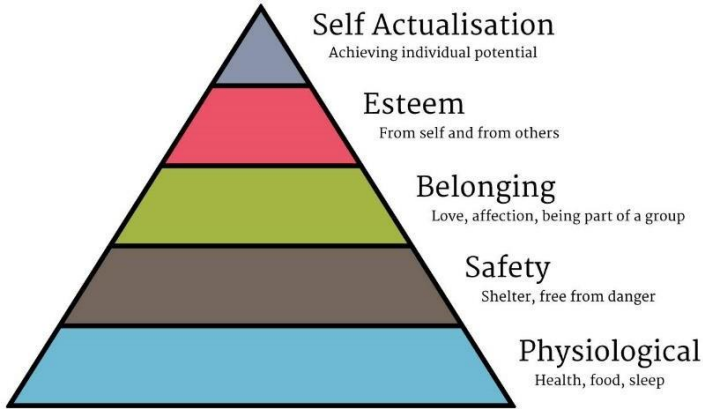 Self Actualisation
Achieving individual potential
Esteem
From self and from others
Belonging
Love, affection, being part of a group
Safety
Shelter, free from danger
Physiological
Health, food, sleep